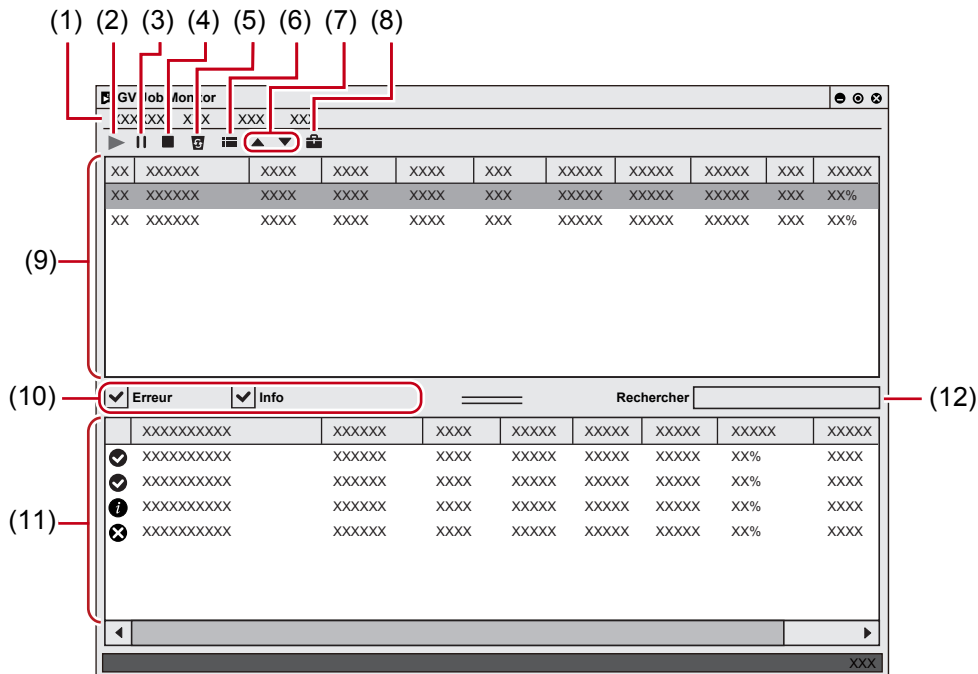 (1) (2) (3) (4) (5) (6) (7) (8)
GV Job Monitor
XXX XXX XXX XXX XXX
XX XXXXXX XXXX XXXX XXXX XXX XXXXX XXXXX XXXXX XXX XXXXX
XX XXXXXX XXXX XXXX XXXX XXX XXXXX XXXXX XXXXX XXX XX%
XX XXXXXX XXXX XXXX XXXX XXX XXXXX XXXXX XXXXX XXX XX%
(9)
(10) Erreur Info Rechercher (12)
XXXXXXXXXX XXXXXX XXXX XXXXX XXXXX XXXXX XXXXX XXXXX
XXXXXXXXXX XXXXXX XXXX XXXXX XXXXX XXXXX XX% XXXX
XXXXXXXXXX XXXXXX XXXX XXXXX XXXXX XXXXX XX% XXXX
XXXXXXXXXX XXXXXX XXXX XXXXX XXXXX XXXXX XX% XXXX
(11)
XXXXXXXXXX XXXXXX XXXX XXXXX XXXXX XXXXX XX% XXXX
XXX